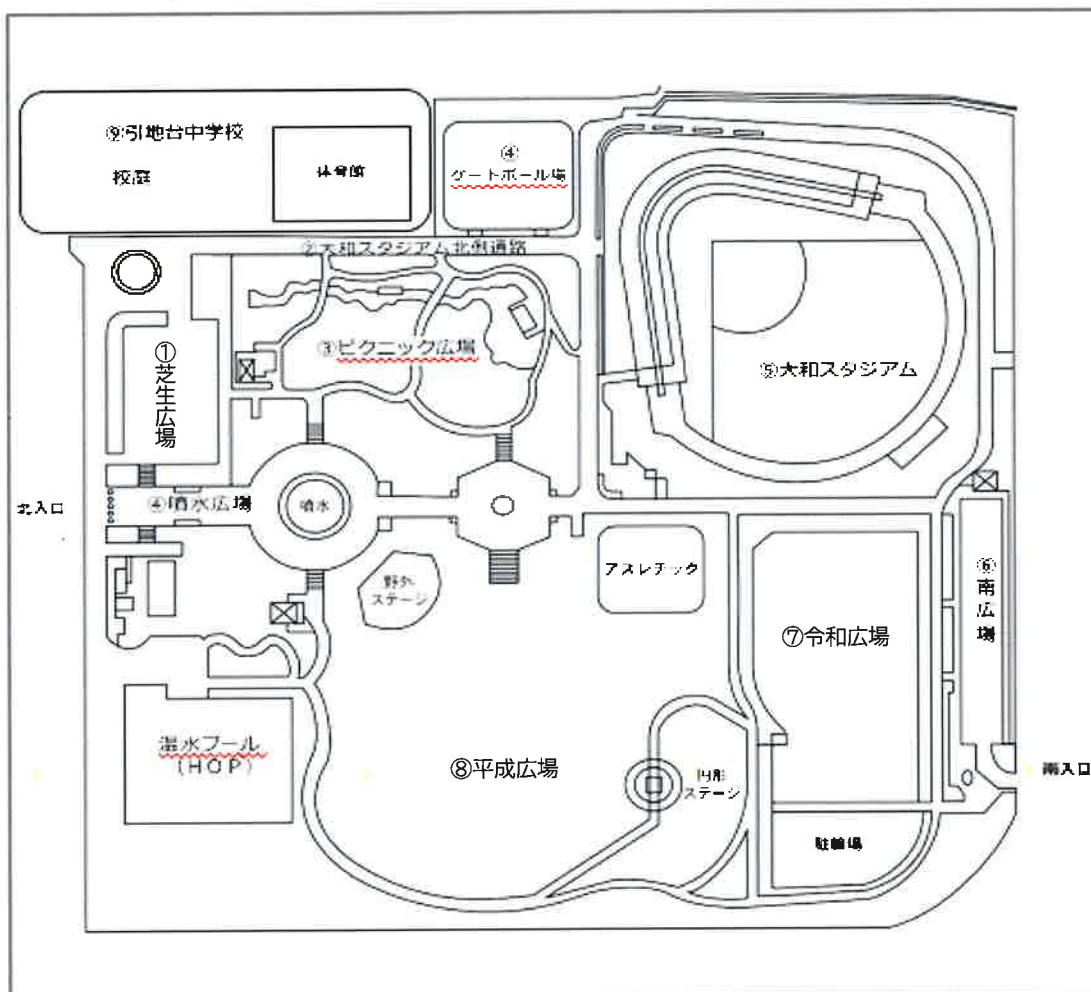 ⑨引地台中学校
校庭
体育館
④
ゲートボール場
②大和スタジアム北側通路
③ピクニック広場
①芝生広場
⑤大和スタジアム
北入口
④噴水広場
噴水
野外
ステージ
アスレチック
⑥南広場
⑦令和広場
温水プール
(HOP)
⑧平成広場
円形
ステージ
南入口
駐輪場